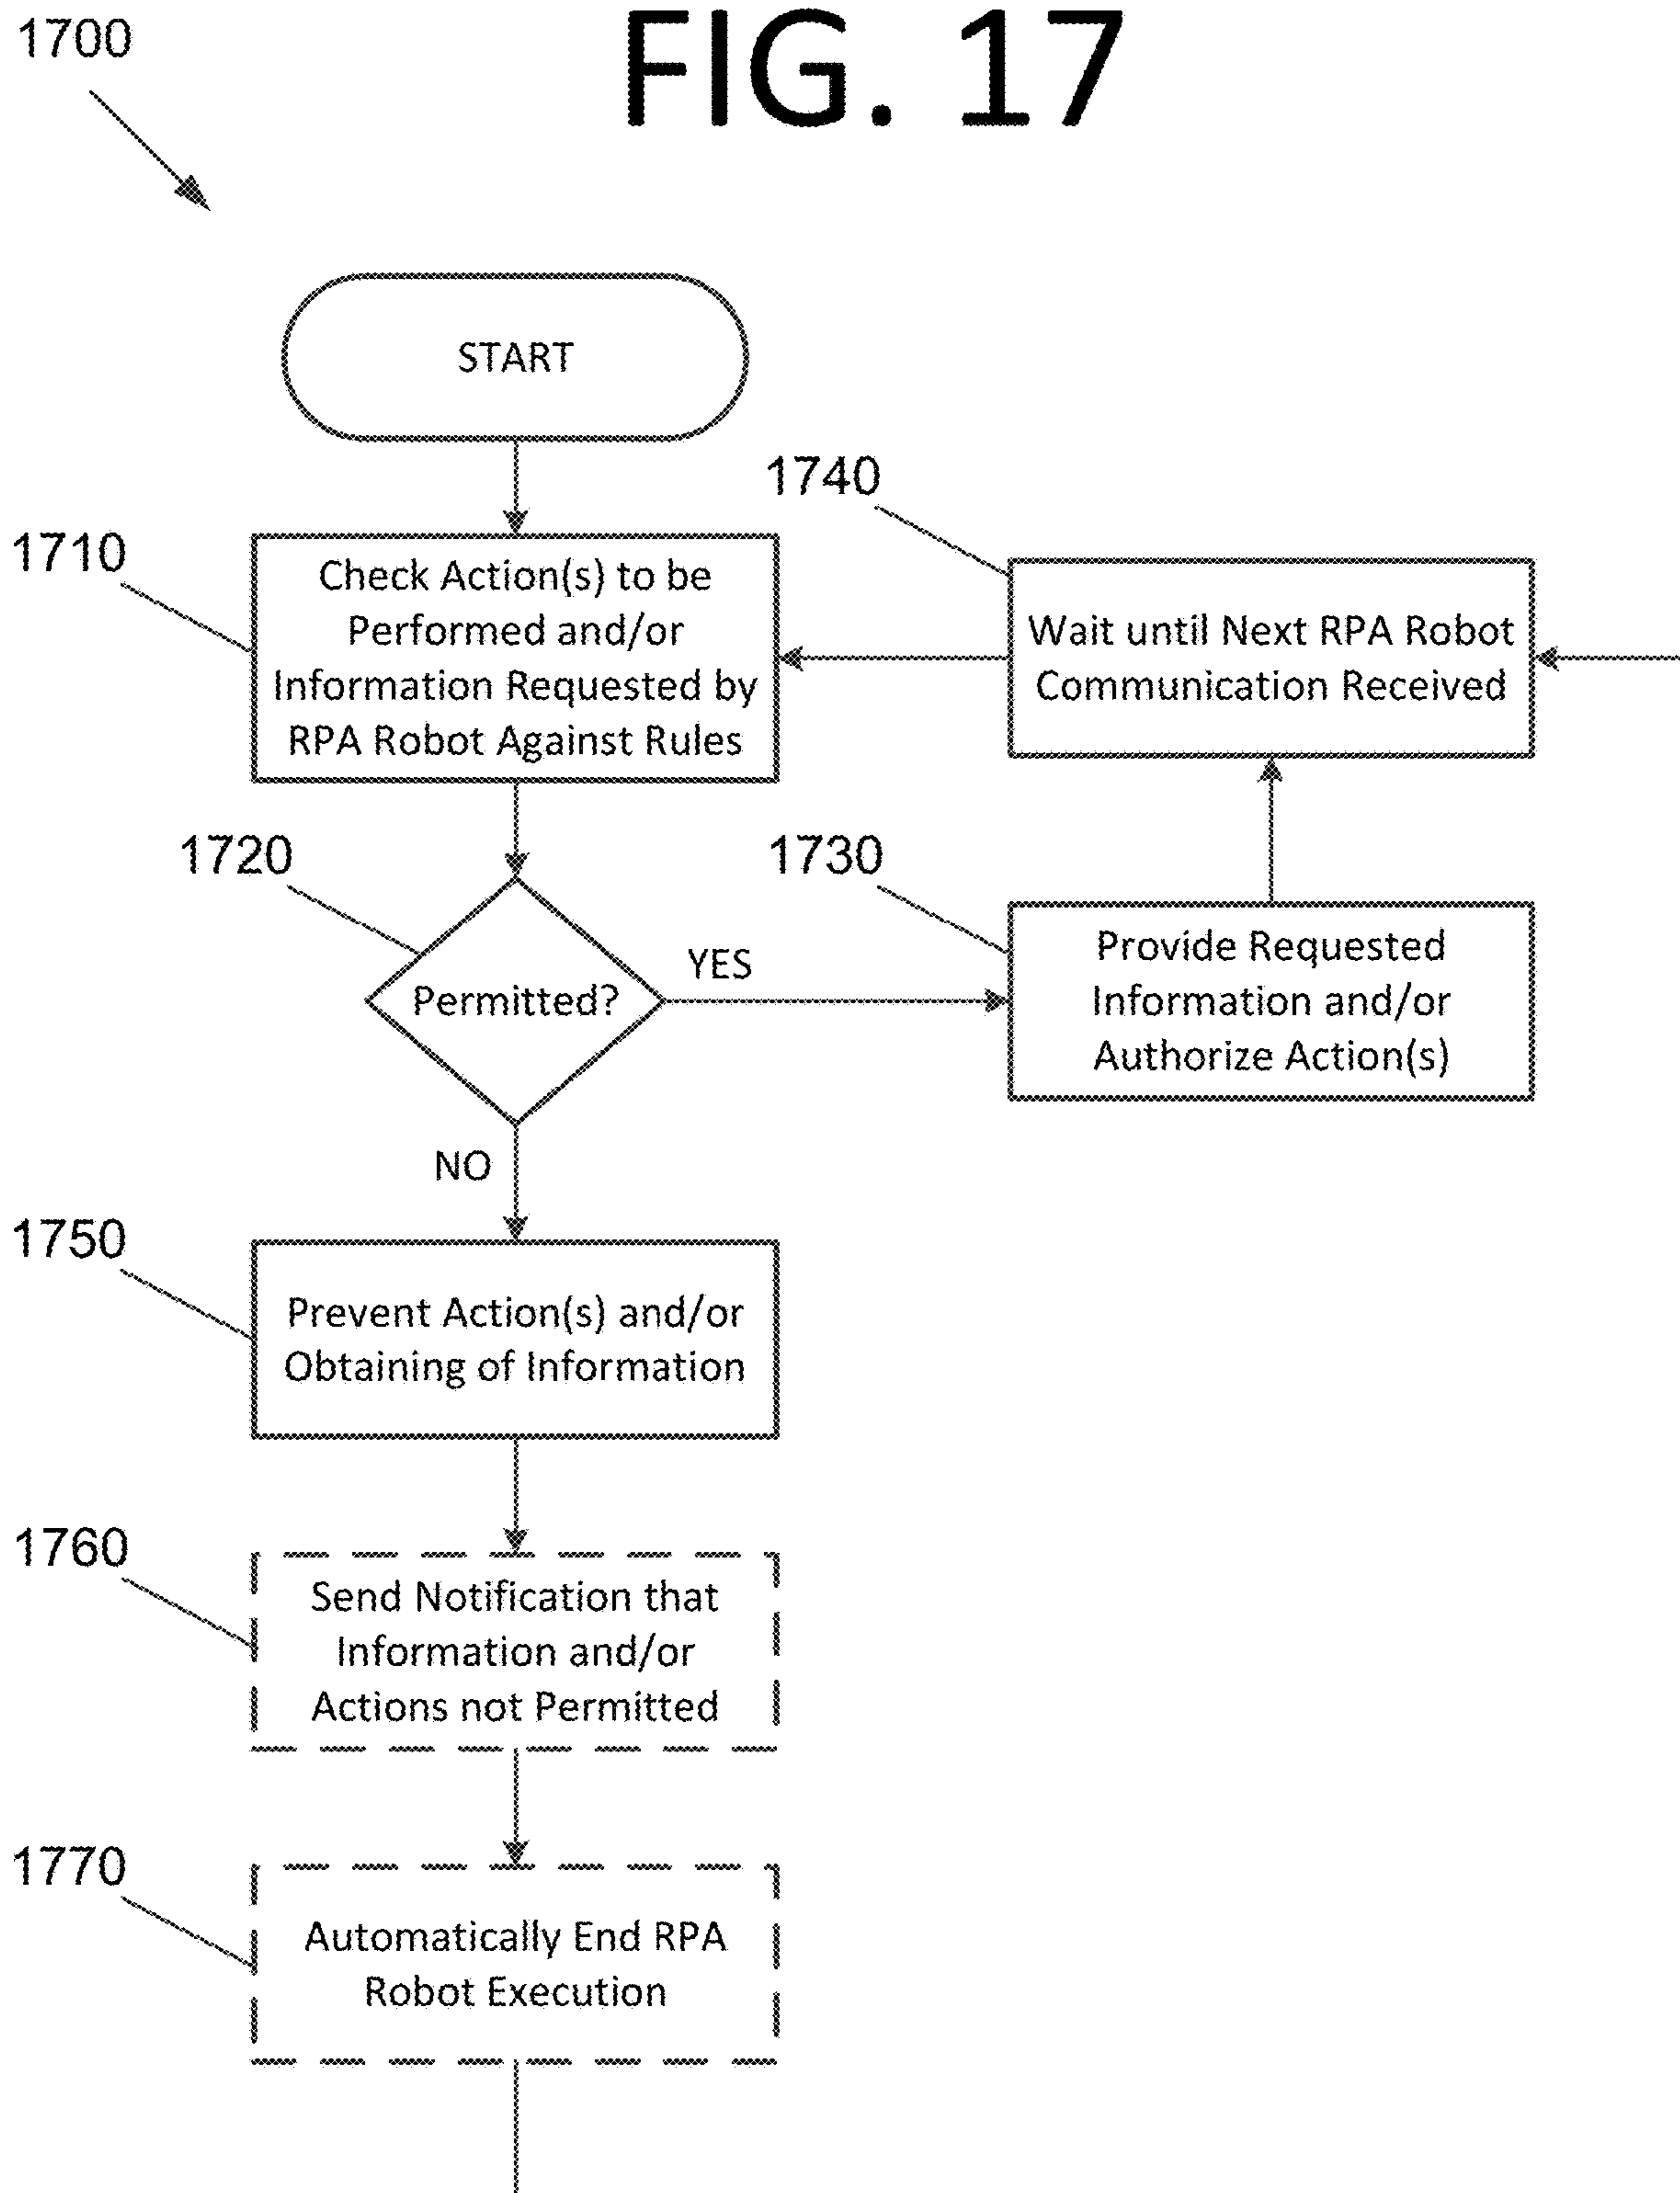 1700
FIG. 17
START
1710
Check Action(s) to be
Performed and/or
Information Requested by
RPA Robot Against Rules
1740
Wait until Next RPA Robot
Communication Received
1720
Permitted?
YES
1730
Provide Requested
Information and/or
Authorize Action(s)
NO
1750
Prevent Action(s) and/or
Obtaining of Information
1760
Send Notification that
Information and/or
Actions not Permitted
1770
Automatically End RPA
Robot Execution